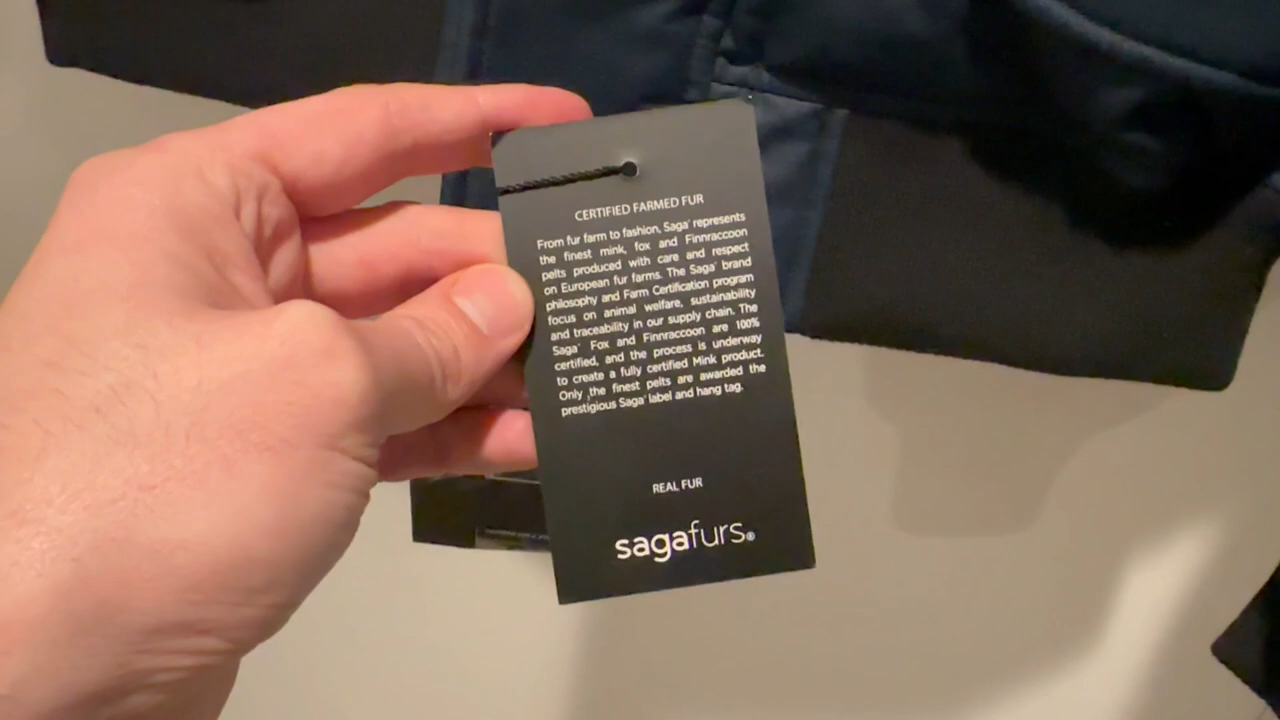 CERTIFIED FARMED FUR
From fur farm to fashion, Saga® represents
the finest mink, fox and Finnraccoon
pelts produced with care and respect
on European fur farms. The Saga® brand
philosophy and Farm Certification program
focus on animal welfare, sustainability
and traceability in our supply chain. The
Saga® Fox and Finnraccoon are 100%
certified, and the process is underway
to create a fully certified Mink product.
Only the finest pelts are awarded the
prestigious Saga® label and hang tag.
REAL FUR
sagafurs®